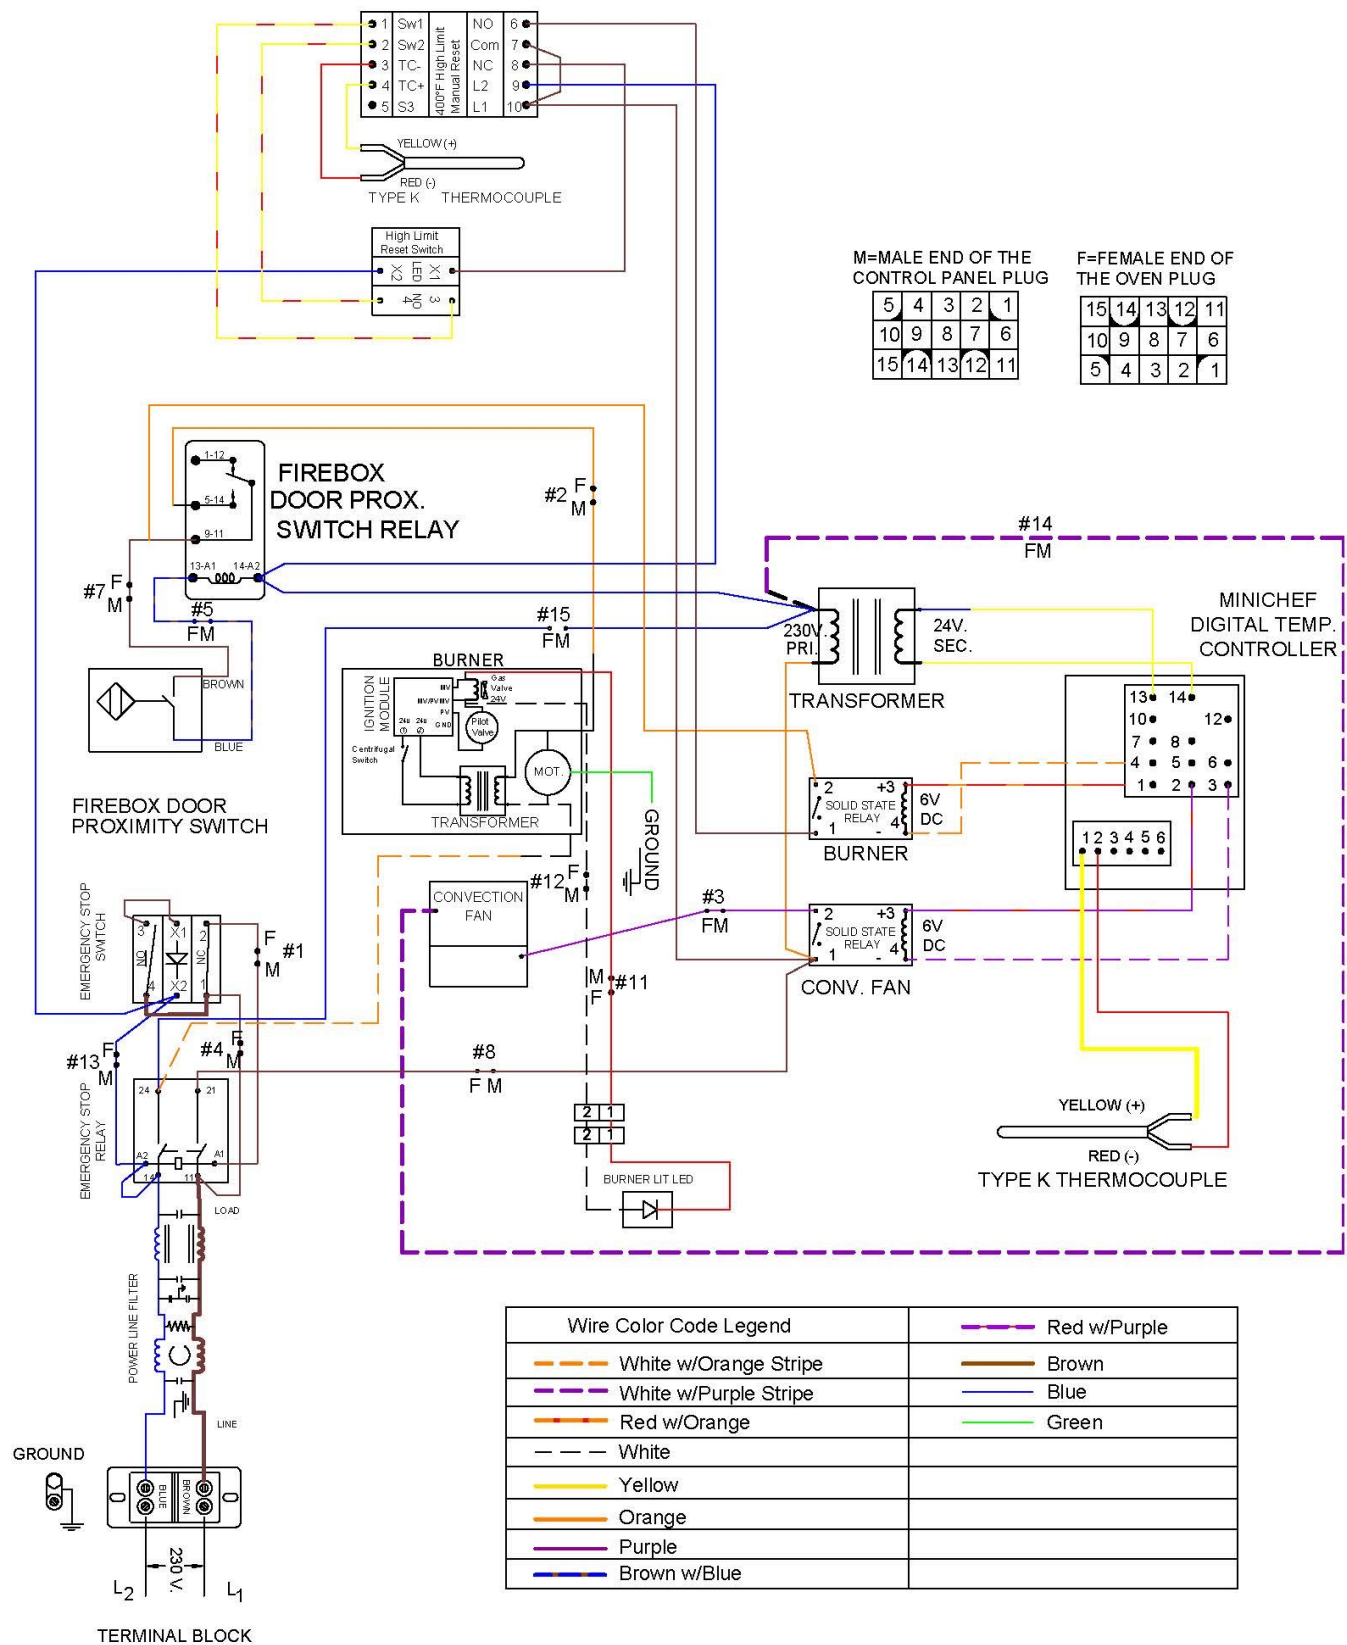 1 Sw1 NO 6
2 Sw2 Com 7
3 TC- NC 8
4 TC+ L2 9
5 S3 L1 10
400°F High Limit
Manual Reset
YELLOW (+)
RED (-)
TYPE K THERMOCOUPLE
High Limit
Reset Switch
X2 LED X1
4 NO 3
M=MALE END OF THE
CONTROL PANEL PLUG
5 4 3 2 1
10 9 8 7 6
15 14 13 12 11
F=FEMALE END OF
THE OVEN PLUG
15 14 13 12 11
10 9 8 7 6
5 4 3 2 1
1-12
5-14
9-11
13-A1 14-A2
FIREBOX
DOOR PROX.
SWITCH RELAY
#2 F
M
#14
FM
#7 F
M
#5
FM
#15
FM
BROWN
BLUE
FIREBOX DOOR
PROXIMITY SWITCH
230V.
PRI.
24V.
SEC.
TRANSFORMER
MINICHEF
DIGITAL TEMP.
CONTROLLER
13 14
10 12
7 8
4 5 6
1 2 3
1 2 3 4 5 6
BURNER
IGNITION
MODULE
MV
MV/PV
PV
GND
24v 24v
Gas
Valve
24V
Pilot
Valve
Centrifugal
Switch
MOT.
TRANSFORMER
GROUND
2 +3
SOLID STATE
RELAY
1 - 4
6V
DC
BURNER
2 +3
SOLID STATE
RELAY
1 - 4
6V
DC
CONV. FAN
#12 F
M
CONVECTION
FAN
#3
FM
M
F #11
EMERGENCY STOP
SWITCH
3 X1 2
NO NC
4 X2 1
F
M #1
#13 F
M
#4 F
M
#8
F M
EMERGENCY STOP
RELAY
24 21
A2 A1
14 11
LOAD
2 1
2 1
BURNER LIT LED
YELLOW (+)
RED (-)
TYPE K THERMOCOUPLE
POWER LINE FILTER
LINE
GROUND
BLUE
BROWN
230 V.
L2 L1
TERMINAL BLOCK
Wire Color Code Legend
White w/Orange Stripe
White w/Purple Stripe
Red w/Orange
White
Yellow
Orange
Purple
Brown w/Blue
Red w/Purple
Brown
Blue
Green